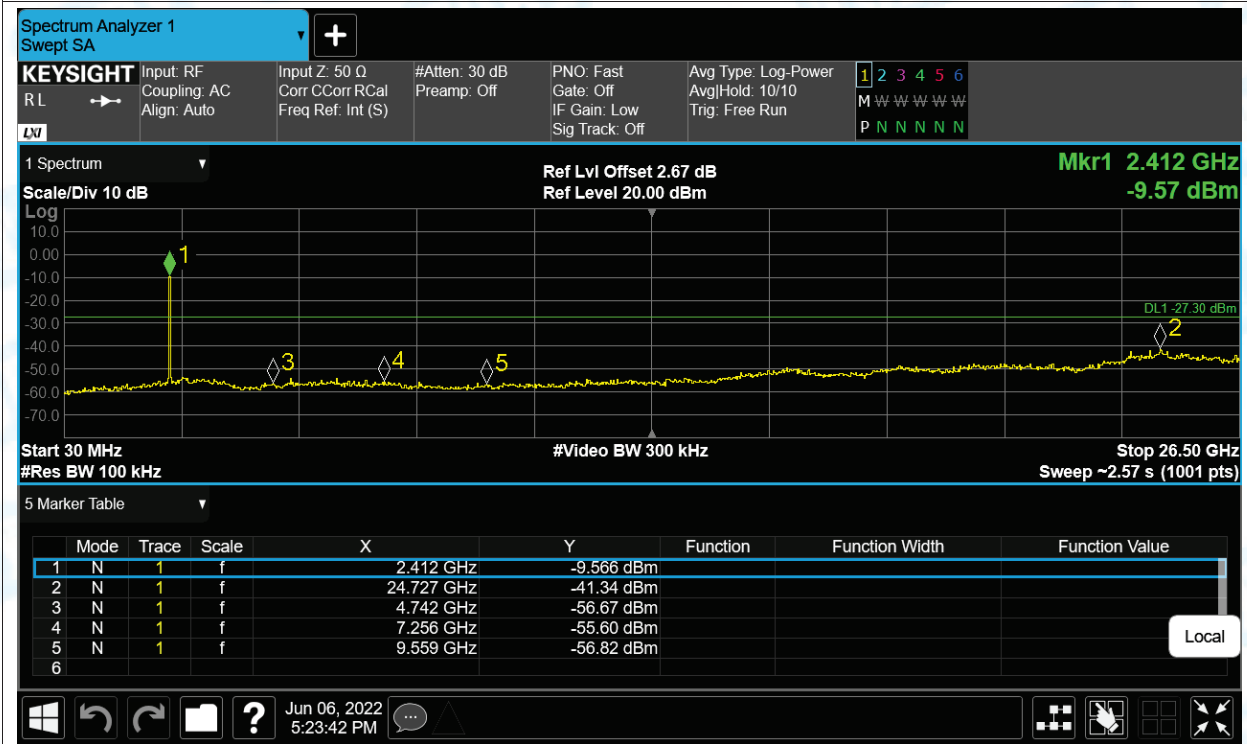 Spectrum Analyzer 1
Swept SA
KEYSIGHT
R L
LXI
Input: RF
Coupling: AC
Align: Auto
Input Z: 50 Ω
Corr CCorr RCal
Freq Ref: Int (S)
#Atten: 30 dB
Preamp: Off
PNO: Fast
Gate: Off
IF Gain: Low
Sig Track: Off
Avg Type: Log-Power
Avg|Hold: 10/10
Trig: Free Run
1 2 3 4 5 6
M W W W W W
P N N N N N
1 Spectrum
Scale/Div 10 dB
Ref Lvl Offset 2.67 dB
Ref Level 20.00 dBm
Mkr1 2.412 GHz
-9.57 dBm
Log
10.0
0.00
-10.0
-20.0
-30.0
-40.0
-50.0
-60.0
-70.0
1
DL1 -27.30 dBm
2
3
4
5
Start 30 MHz
#Res BW 100 kHz
#Video BW 300 kHz
Stop 26.50 GHz
Sweep ~2.57 s (1001 pts)
5 Marker Table
Mode Trace Scale X Y Function Function Width Function Value
1 N 1 f 2.412 GHz -9.566 dBm
2 N 1 f 24.727 GHz -41.34 dBm
3 N 1 f 4.742 GHz -56.67 dBm
4 N 1 f 7.256 GHz -55.60 dBm
5 N 1 f 9.559 GHz -56.82 dBm
6
Local
?
Jun 06, 2022
5:23:42 PM